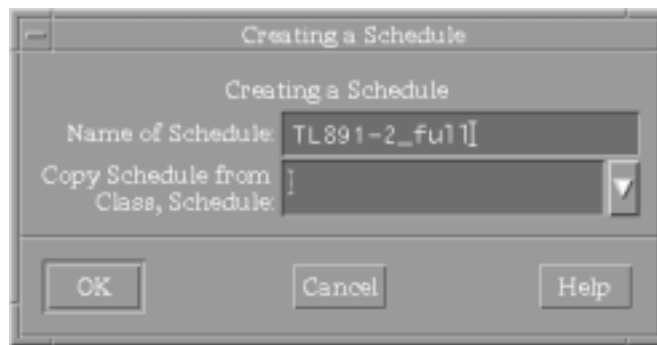 Creating a Schedule
Creating a Schedule
Name of Schedule: TL891-2_full
Copy Schedule from
Class, Schedule:
OK Cancel Help